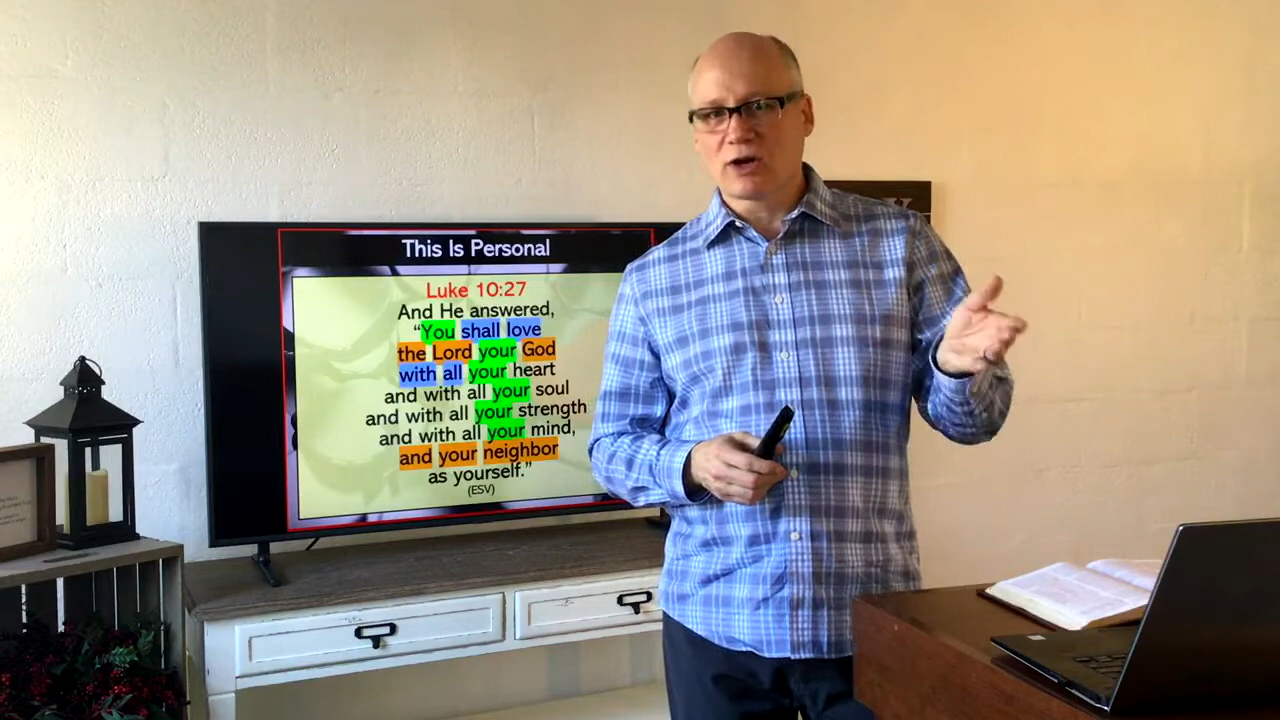 This Is Personal
Luke 10:27
And He answered,
“You shall love
the Lord your God
with all your heart
and with all your soul
and with all your strength
and with all your mind,
and your neighbor
as yourself.”
(ESV)